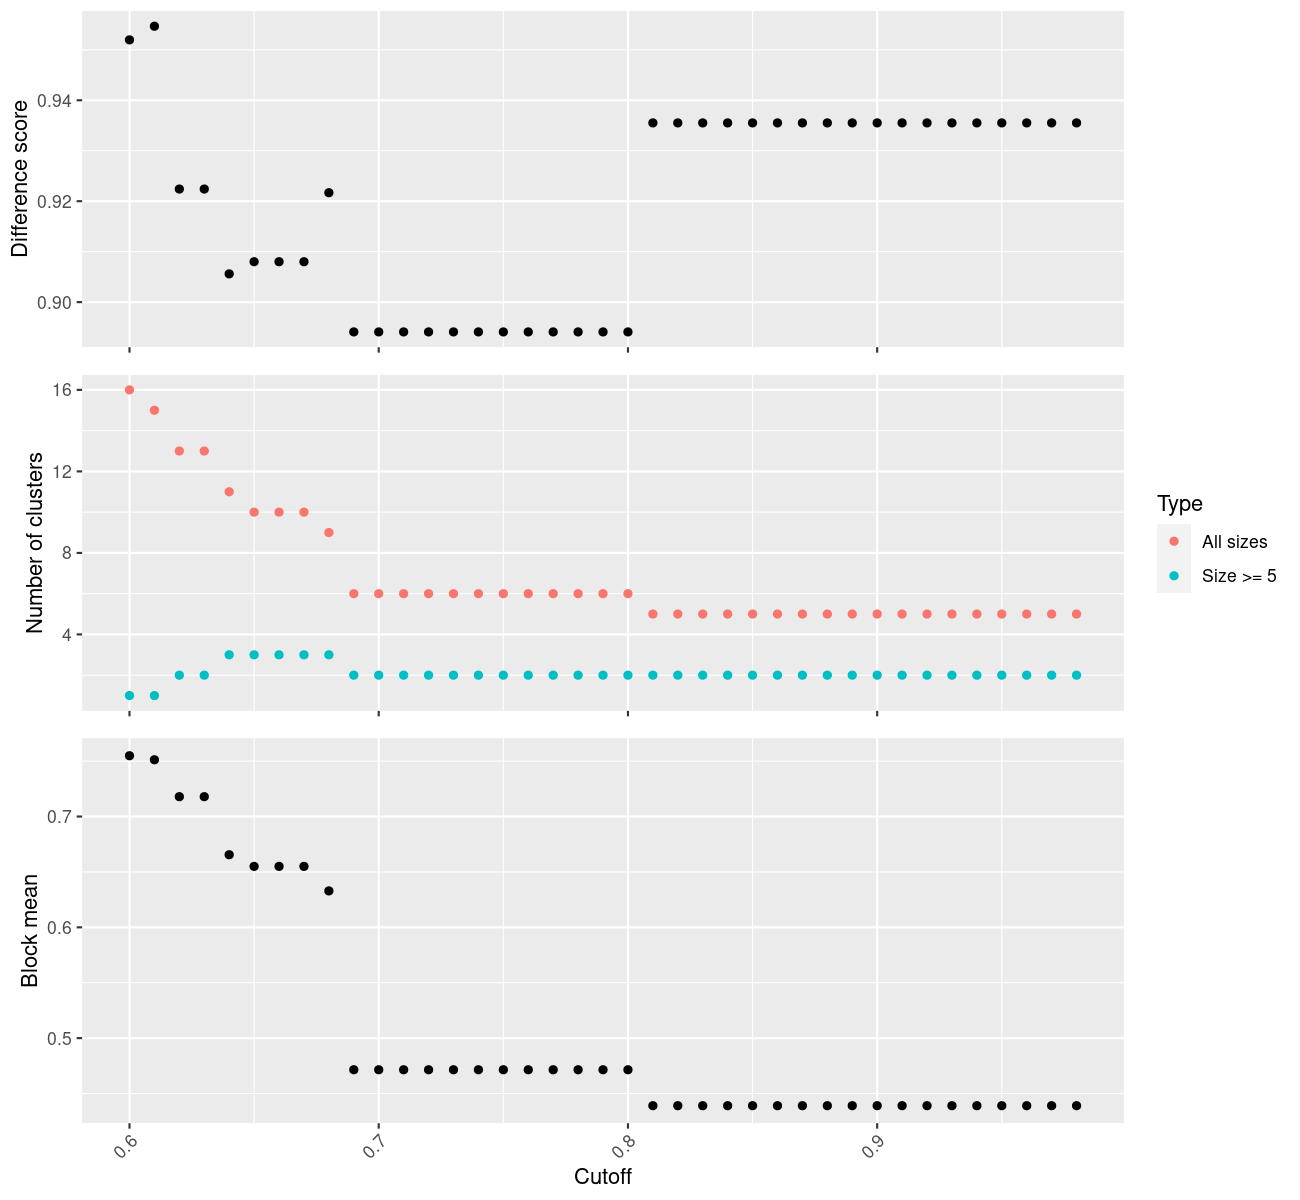 Difference score
0.94
0.92
0.90
Number of clusters
16
12
8
4
Type
All sizes
Size >= 5
Block mean
0.7
0.6
0.5
0.6
0.7
0.8
0.9
Cutoff